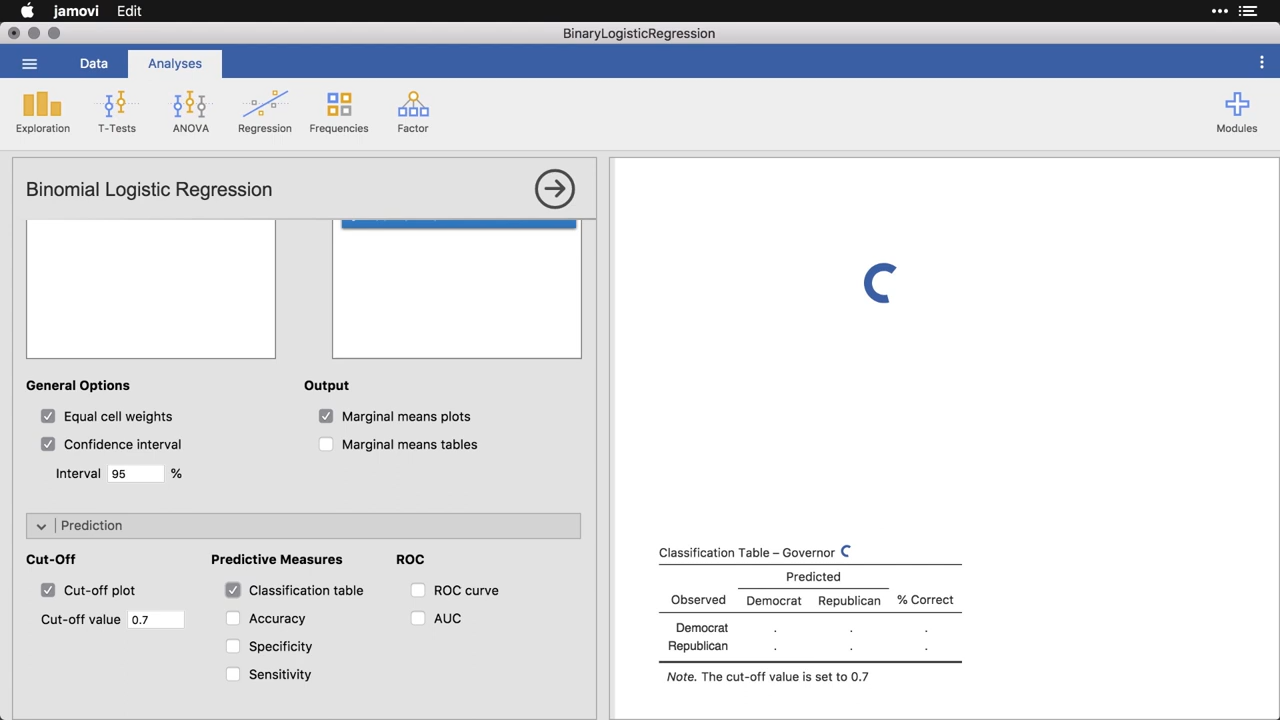 jamovi Edit
BinaryLogisticRegression
Data Analyses
Exploration T-Tests ANOVA Regression Frequencies Factor Modules
Binomial Logistic Regression
General Options Output
Equal cell weights Marginal means plots
Confidence interval Marginal means tables
Interval 95 %
Prediction
Cut-Off Predictive Measures ROC
Cut-off plot Classification table ROC curve
Cut-off value 0.7 Accuracy AUC
Specificity
Sensitivity
Classification Table – Governor
Predicted
Observed Democrat Republican % Correct
Democrat . . .
Republican . . .
Note. The cut-off value is set to 0.7